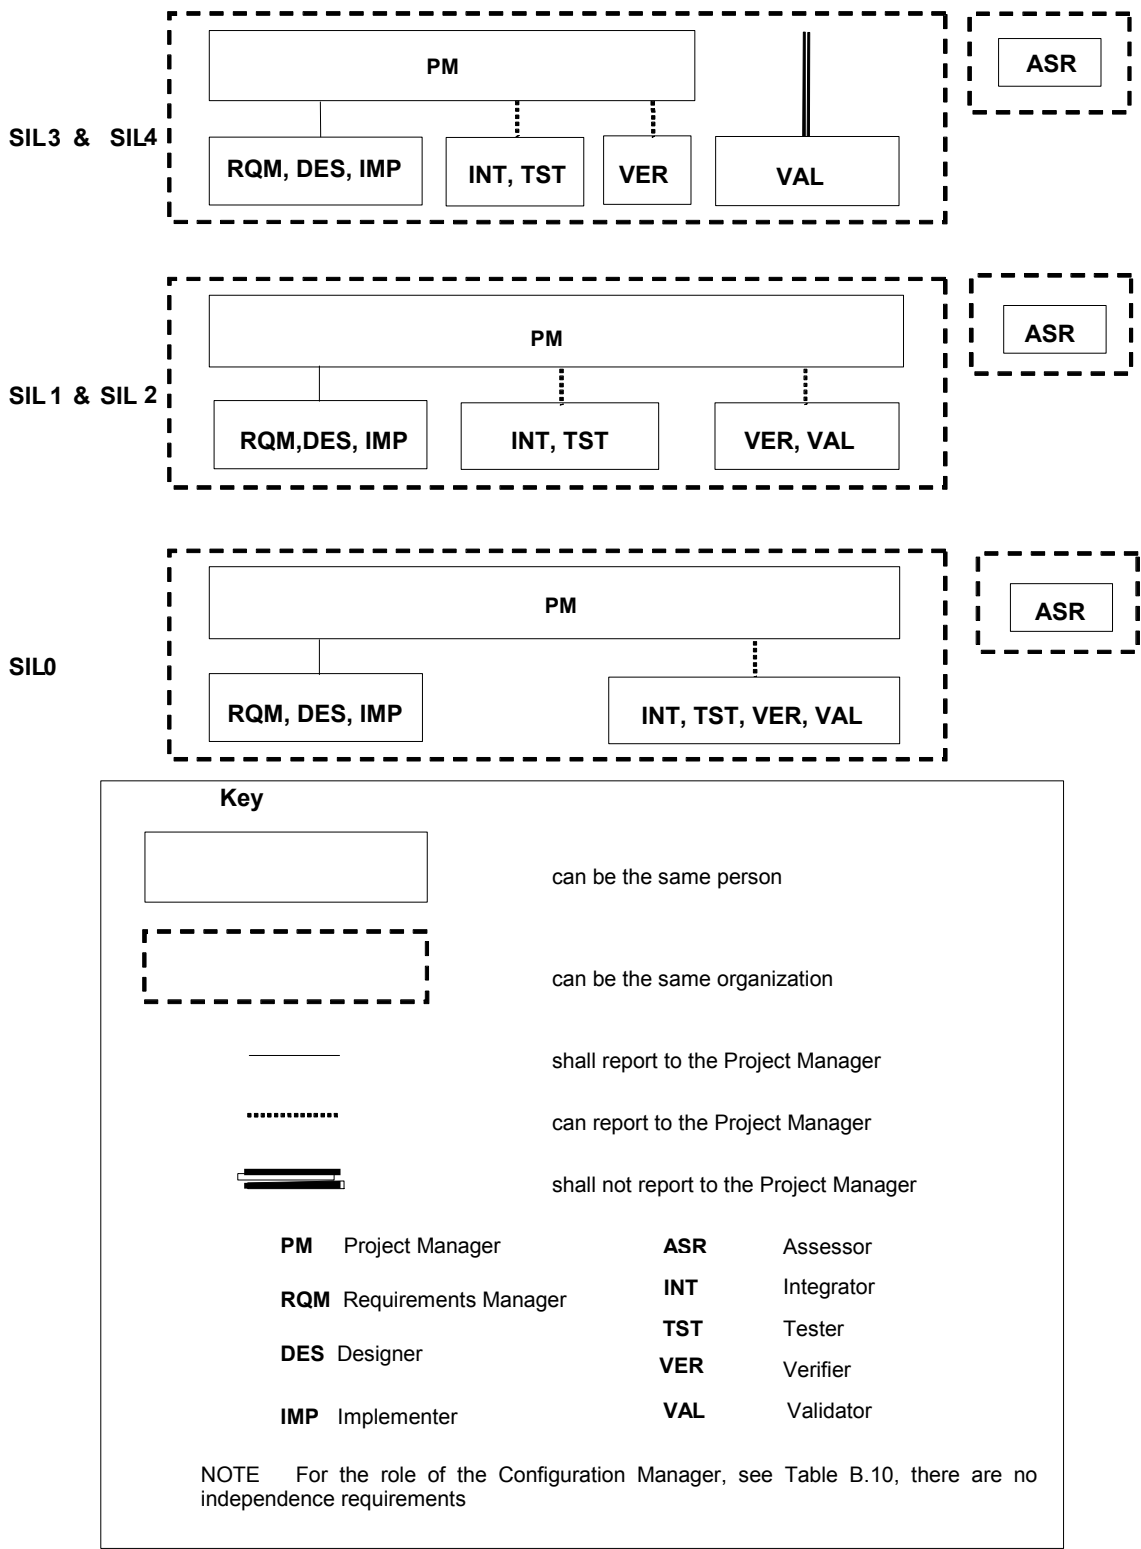 PM
ASR
SIL3 & SIL4
RQM, DES, IMP
INT, TST
VER
VAL
PM
ASR
SIL1 & SIL 2
RQM,DES, IMP
INT, TST
VER, VAL
PM
ASR
SIL0
RQM, DES, IMP
INT, TST, VER, VAL
Key
can be the same person
can be the same organization
shall report to the Project Manager
can report to the Project Manager
shall not report to the Project Manager
PM Project Manager
ASR Assessor
RQM Requirements Manager
INT Integrator
TST Tester
DES Designer
VER Verifier
IMP Implementer
VAL Validator
NOTE For the role of the Configuration Manager, see Table B.10, there are no
independence requirements